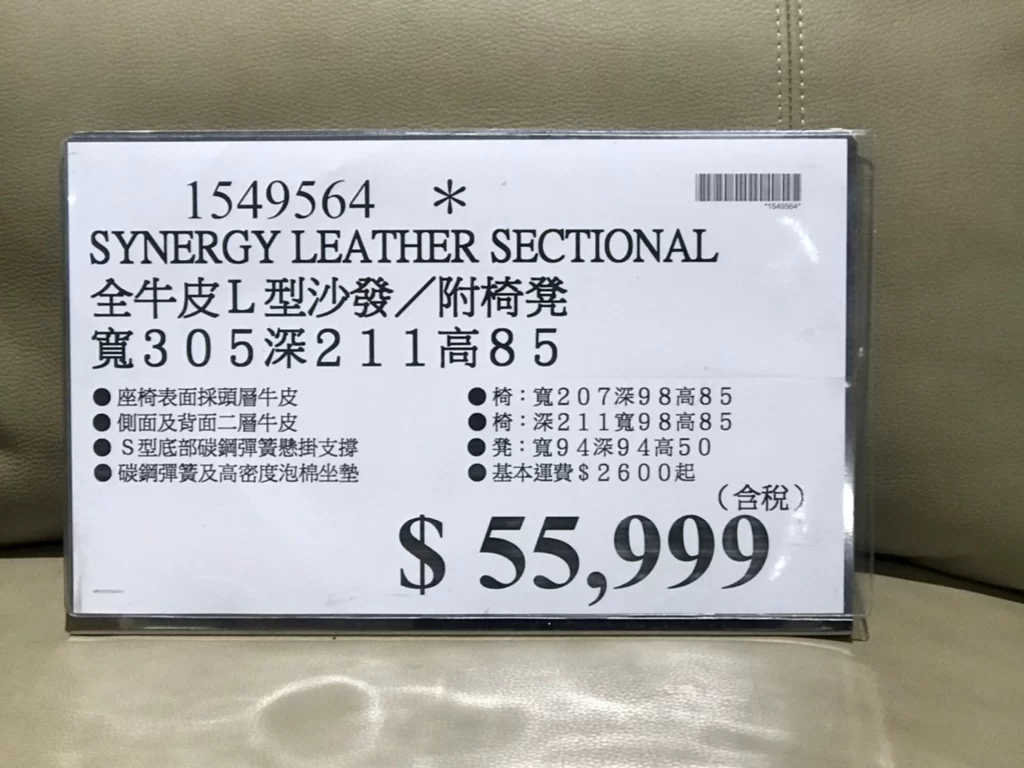 1549564 *
*1549564*
SYNERGY LEATHER SECTIONAL
全牛皮L型沙發／附椅凳
寬305深211高85
●座椅表面採頭層牛皮
●側面及背面二層牛皮
●S型底部碳鋼彈簧懸掛支撐
●碳鋼彈簧及高密度泡棉坐墊
●椅：寬207深98高85
●椅：深211寬98高85
●凳：寬94深94高50
●基本運費$2600起
（含稅）
$ 55,999